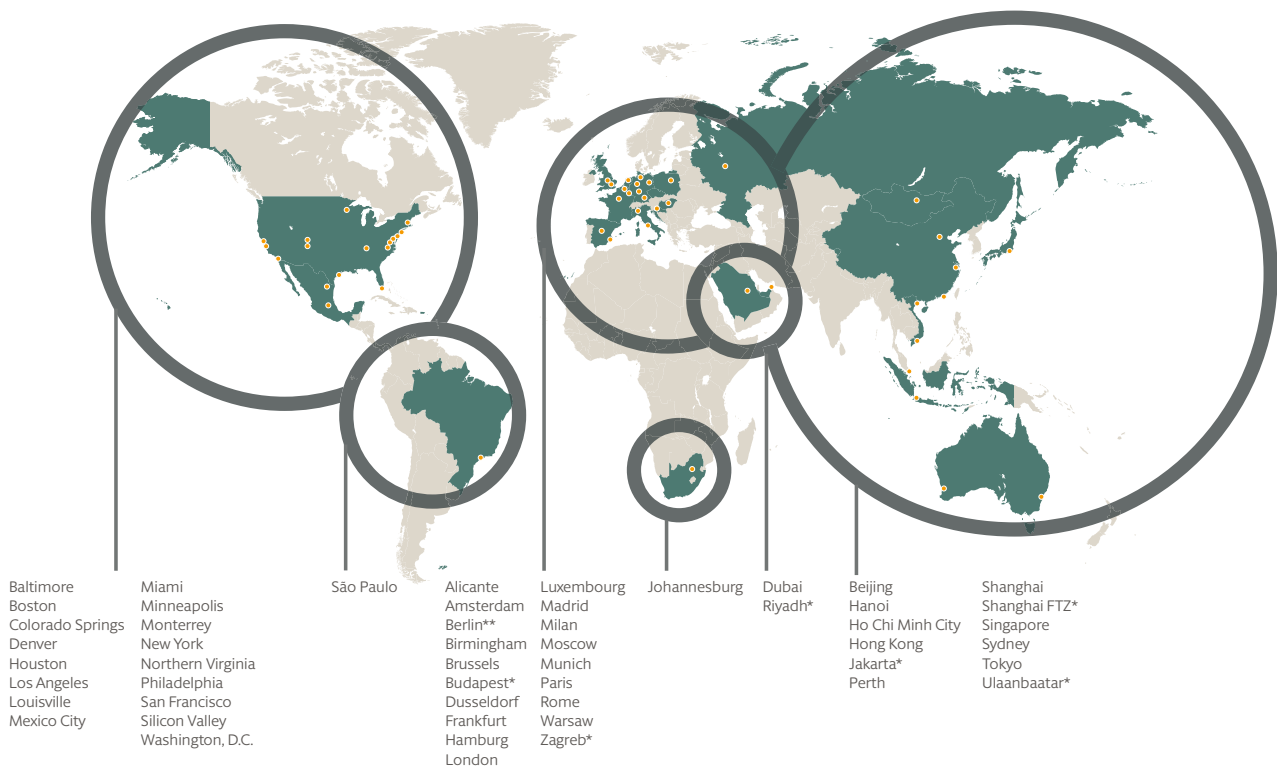 Baltimore
Boston
Colorado Springs
Denver
Houston
Los Angeles
Louisville
Mexico City
Miami
Minneapolis
Monterrey
New York
Northern Virginia
Philadelphia
San Francisco
Silicon Valley
Washington, D.C.
São Paulo
Alicante
Amsterdam
Berlin**
Birmingham
Brussels
Budapest*
Dusseldorf
Frankfurt
Hamburg
London
Luxembourg
Madrid
Milan
Moscow
Munich
Paris
Rome
Warsaw
Zagreb*
Johannesburg
Dubai
Riyadh*
Beijing
Hanoi
Ho Chi Minh City
Hong Kong
Jakarta*
Perth
Shanghai
Shanghai FTZ*
Singapore
Sydney
Tokyo
Ulaanbaatar*